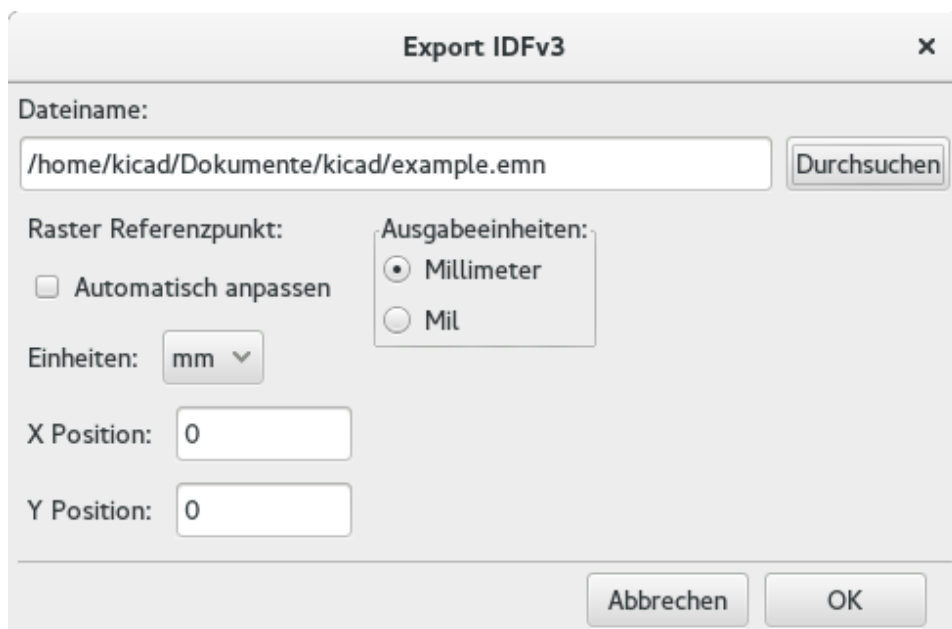 Export IDFv3
Dateiname:
/home/kicad/Dokumente/kicad/example.emn
Durchsuchen
Raster Referenzpunkt:
Automatisch anpassen
Einheiten: mm
X Position: 0
Y Position: 0
Ausgabeeinheiten:
Millimeter
Mil
Abbrechen
OK